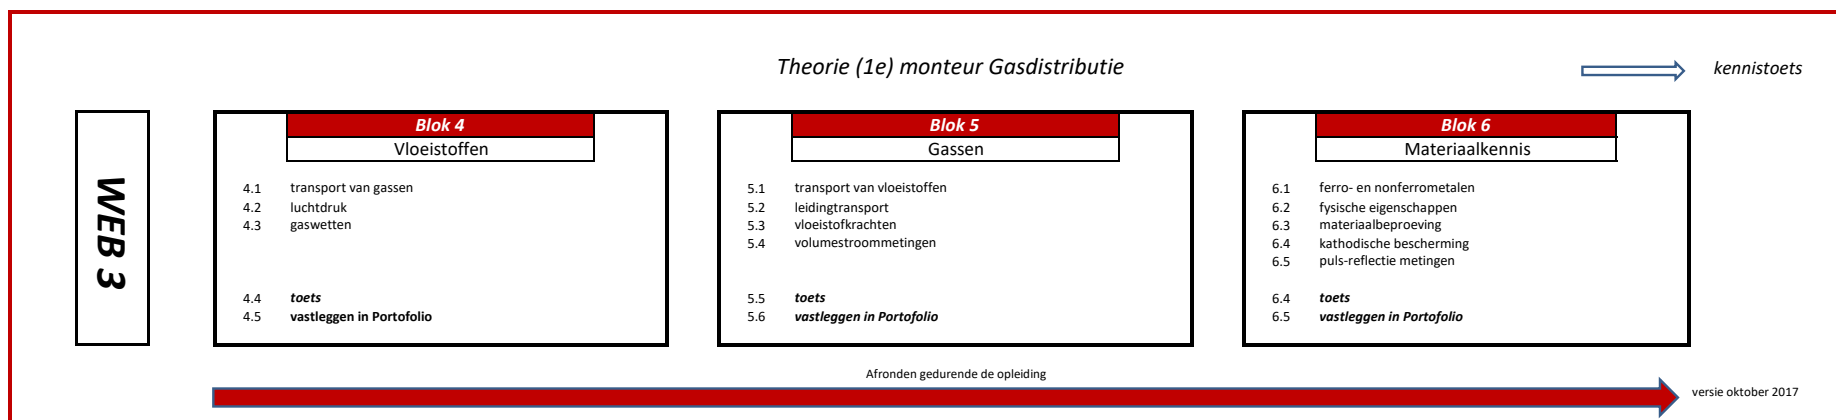 Theorie (1e) monteur Gasdistributie
kennistoets
WEB 3
Blok 4
Vloeistoffen
4.1 transport van gassen
4.2 luchtdruk
4.3 gaswetten
4.4 toets
4.5 vastleggen in Portofolio
Blok 5
Gassen
5.1 transport van vloeistoffen
5.2 leidingtransport
5.3 vloeistofkrachten
5.4 volumestroommetingen
5.5 toets
5.6 vastleggen in Portofolio
Blok 6
Materiaalkennis
6.1 ferro- en nonferrometalen
6.2 fysische eigenschappen
6.3 materiaalbeproeving
6.4 kathodische bescherming
6.5 puls-reflectie metingen
6.4 toets
6.5 vastleggen in Portofolio
Afronden gedurende de opleiding
versie oktober 2017